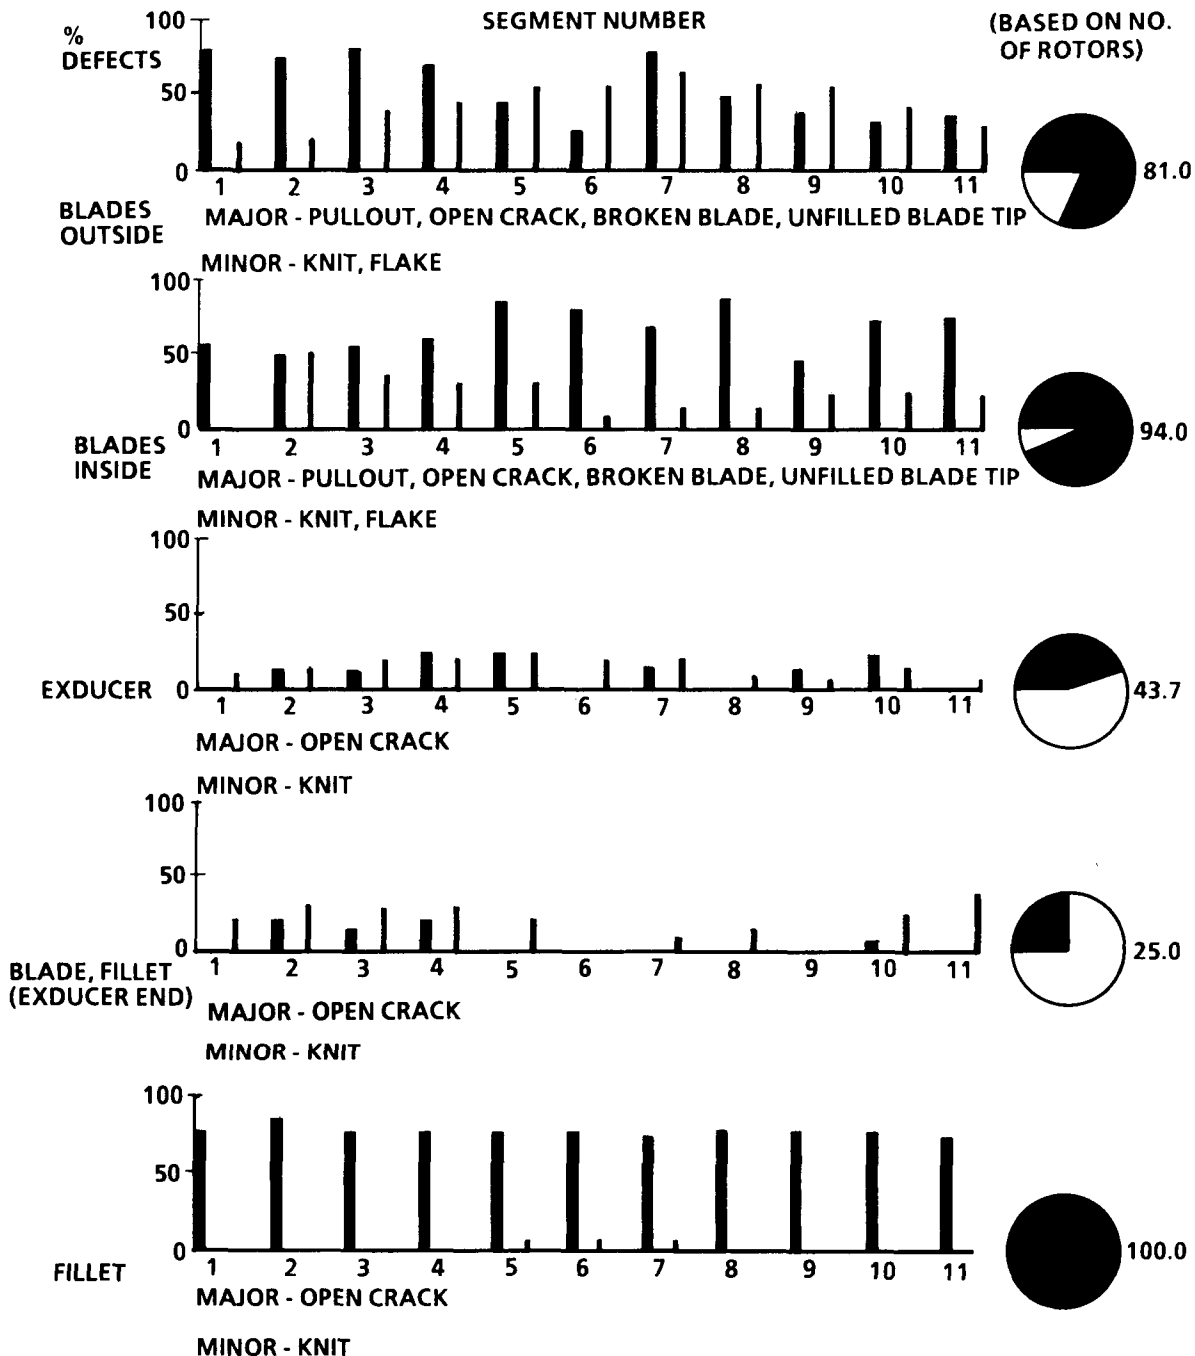 SEGMENT NUMBER
(BASED ON NO.
OF ROTORS)
%
DEFECTS
100
50
0
1 2 3 4 5 6 7 8 9 10 11
81.0
BLADES
OUTSIDE
MAJOR - PULLOUT, OPEN CRACK, BROKEN BLADE, UNFILLED BLADE TIP
MINOR - KNIT, FLAKE
100
50
0
1 2 3 4 5 6 7 8 9 10 11
94.0
BLADES
INSIDE
MAJOR - PULLOUT, OPEN CRACK, BROKEN BLADE, UNFILLED BLADE TIP
MINOR - KNIT, FLAKE
100
50
0
EXDUCER
1 2 3 4 5 6 7 8 9 10 11
43.7
MAJOR - OPEN CRACK
MINOR - KNIT
100
50
0
1 2 3 4 5 6 7 8 9 10 11
25.0
BLADE, FILLET
(EXDUCER END)
MAJOR - OPEN CRACK
MINOR - KNIT
100
50
0
1 2 3 4 5 6 7 8 9 10 11
100.0
FILLET
MAJOR - OPEN CRACK
MINOR - KNIT